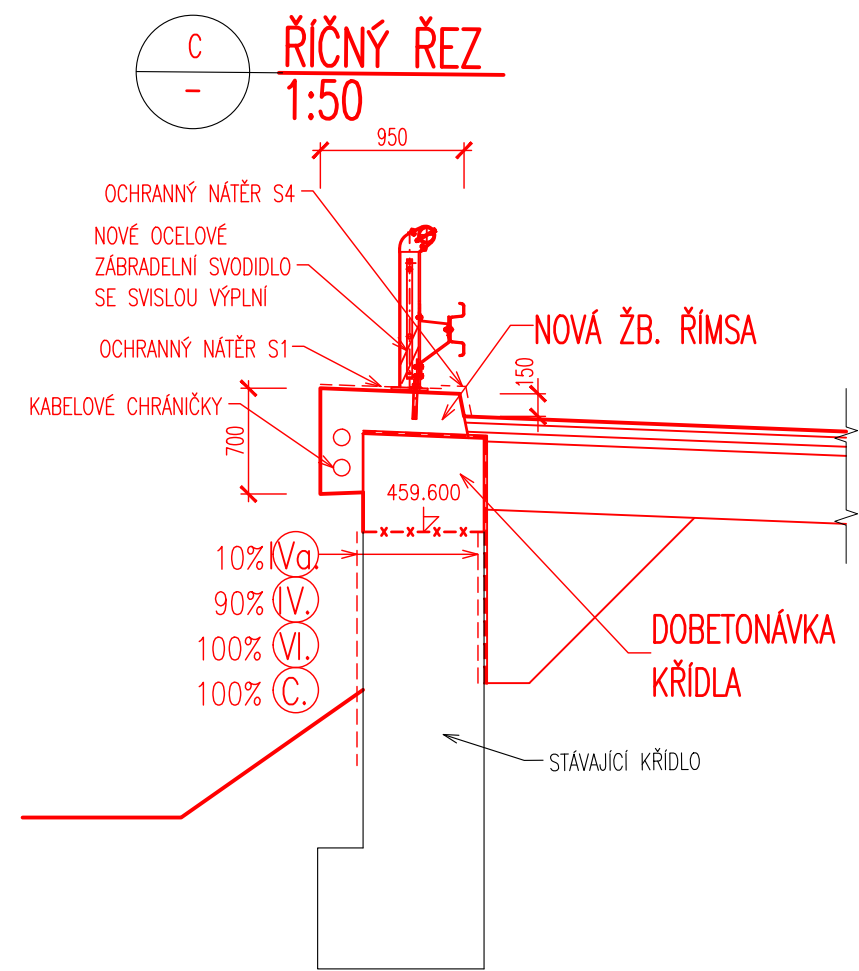 C
-
ŘÍČNÝ ŘEZ
1:50
950
OCHRANNÝ NÁTĚR S4
NOVÉ OCELOVÉ
ZÁBRADELNÍ SVODIDLO
SE SVISLOU VÝPLNÍ
NOVÁ ŽB. ŘÍMSA
OCHRANNÝ NÁTĚR S1
150
KABELOVÉ CHRÁNIČKY
700
459.600
10% IVa.
90% IV.
100% VI.
100% C.
DOBETONÁVKA
KŘÍDLA
STÁVAJÍCÍ KŘÍDLO